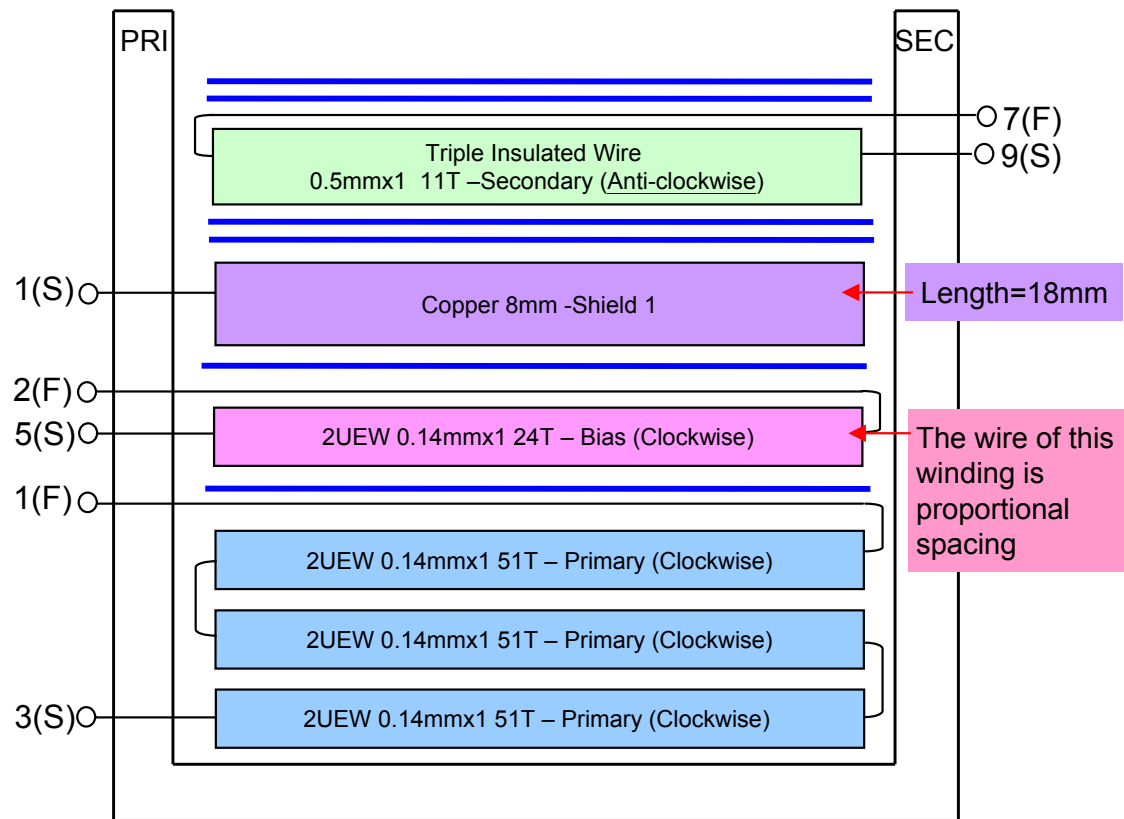 PRI
SEC
7(F)
Triple Insulated Wire
9(S)
0.5mmx1 11T –Secondary (Anti-clockwise)
1(S)
Copper 8mm -Shield 1
Length=18mm
2(F)
5(S)
2UEW 0.14mmx1 24T – Bias (Clockwise)
The wire of this
winding is
proportional
spacing
1(F)
2UEW 0.14mmx1 51T – Primary (Clockwise)
2UEW 0.14mmx1 51T – Primary (Clockwise)
3(S)
2UEW 0.14mmx1 51T – Primary (Clockwise)